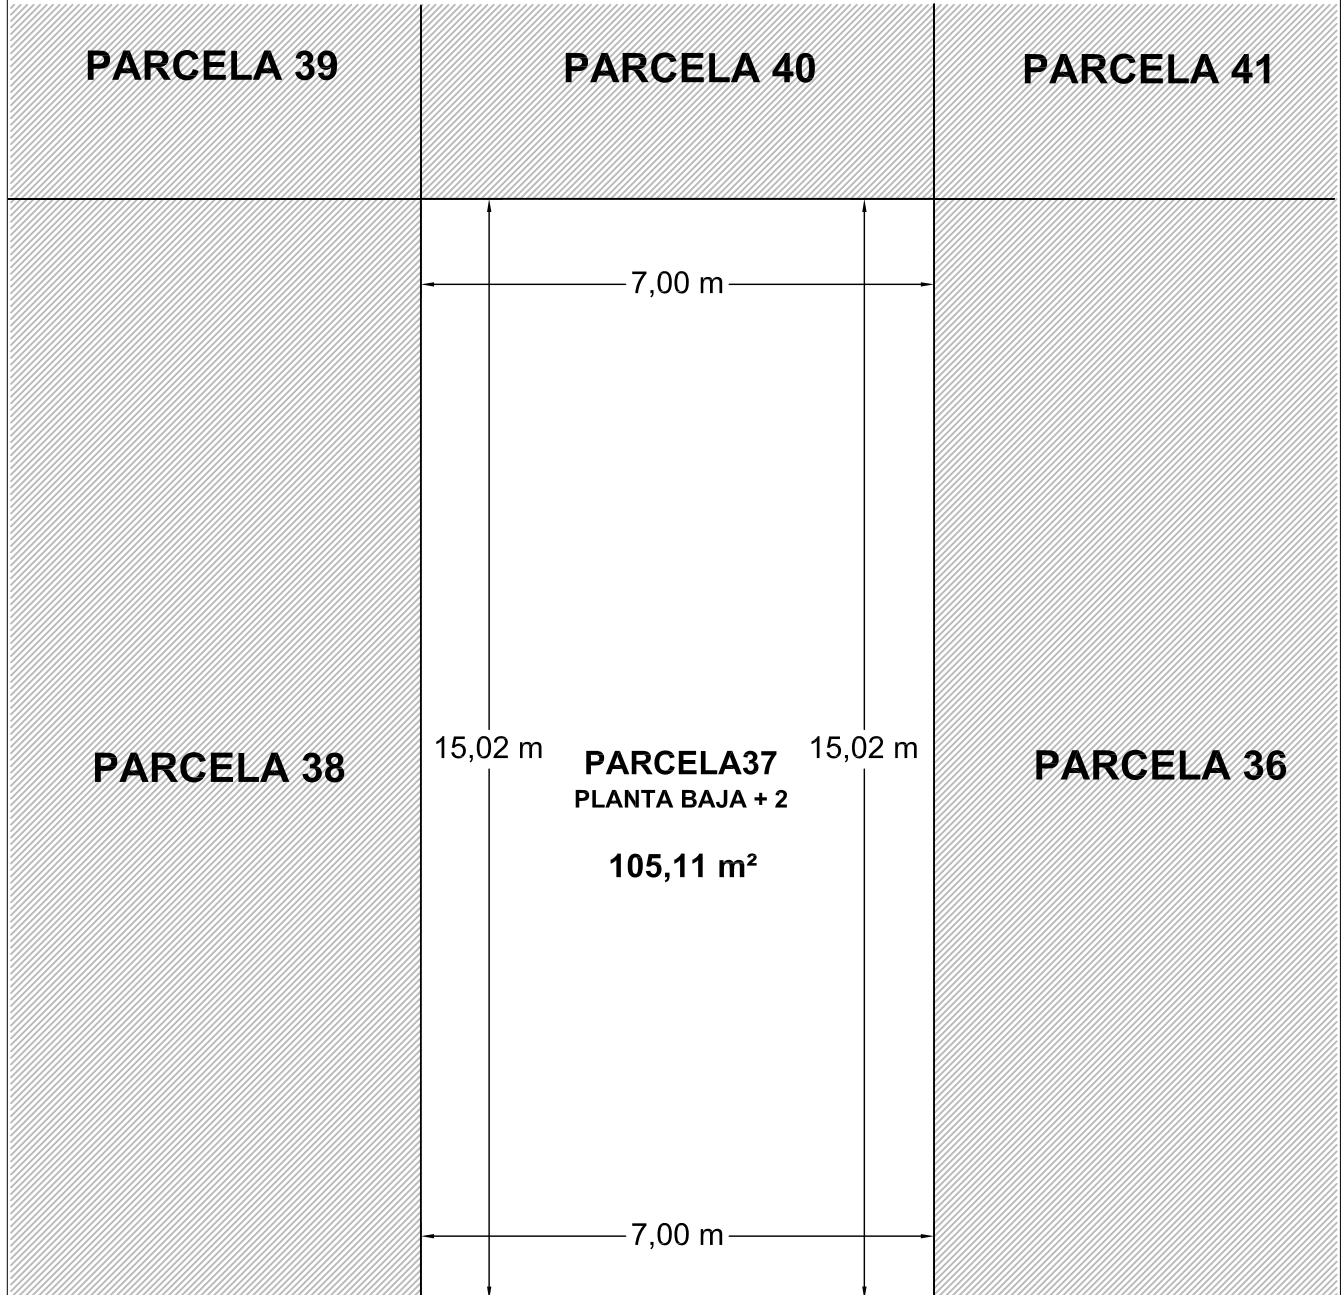 PARCELA 39
PARCELA 40
PARCELA 41
7,00 m
PARCELA 38
15,02 m
PARCELA37
PLANTA BAJA + 2
105,11 m²
15,02 m
PARCELA 36
7,00 m